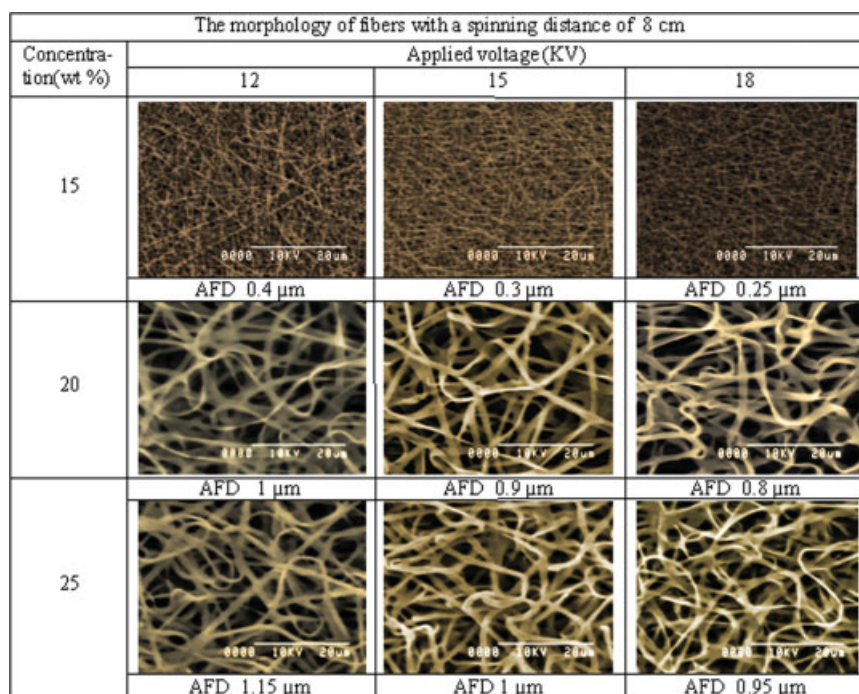 The morphology of fibers with a spinning distance of 8 cm
Concentra-
tion(wt %)
Applied voltage(KV)
12 15 18
15
0000 10KV 20um
0000 10KV 20um
0000 10KV 20um
AFD 0.4 µm AFD 0.3 µm AFD 0.25 µm
20
0000 10KV 20um
0000 10KV 20um
0000 10KV 20um
AFD 1 µm AFD 0.9 µm AFD 0.8 µm
25
0000 10KV 20um
0000 10KV 20um
0000 10KV 20um
AFD 1.15 µm AFD 1 µm AFD 0.95 µm